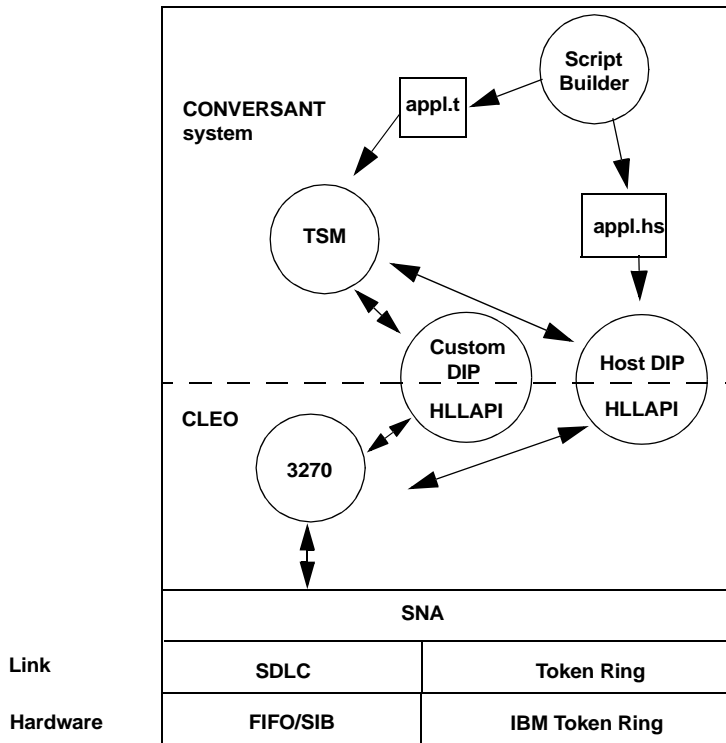 Script
Builder
appl.t
CONVERSANT
system
appl.hs
TSM
Custom
DIP
Host DIP
HLLAPI
HLLAPI
CLEO
3270
SNA
Link
SDLC
Token Ring
Hardware
FIFO/SIB
IBM Token Ring